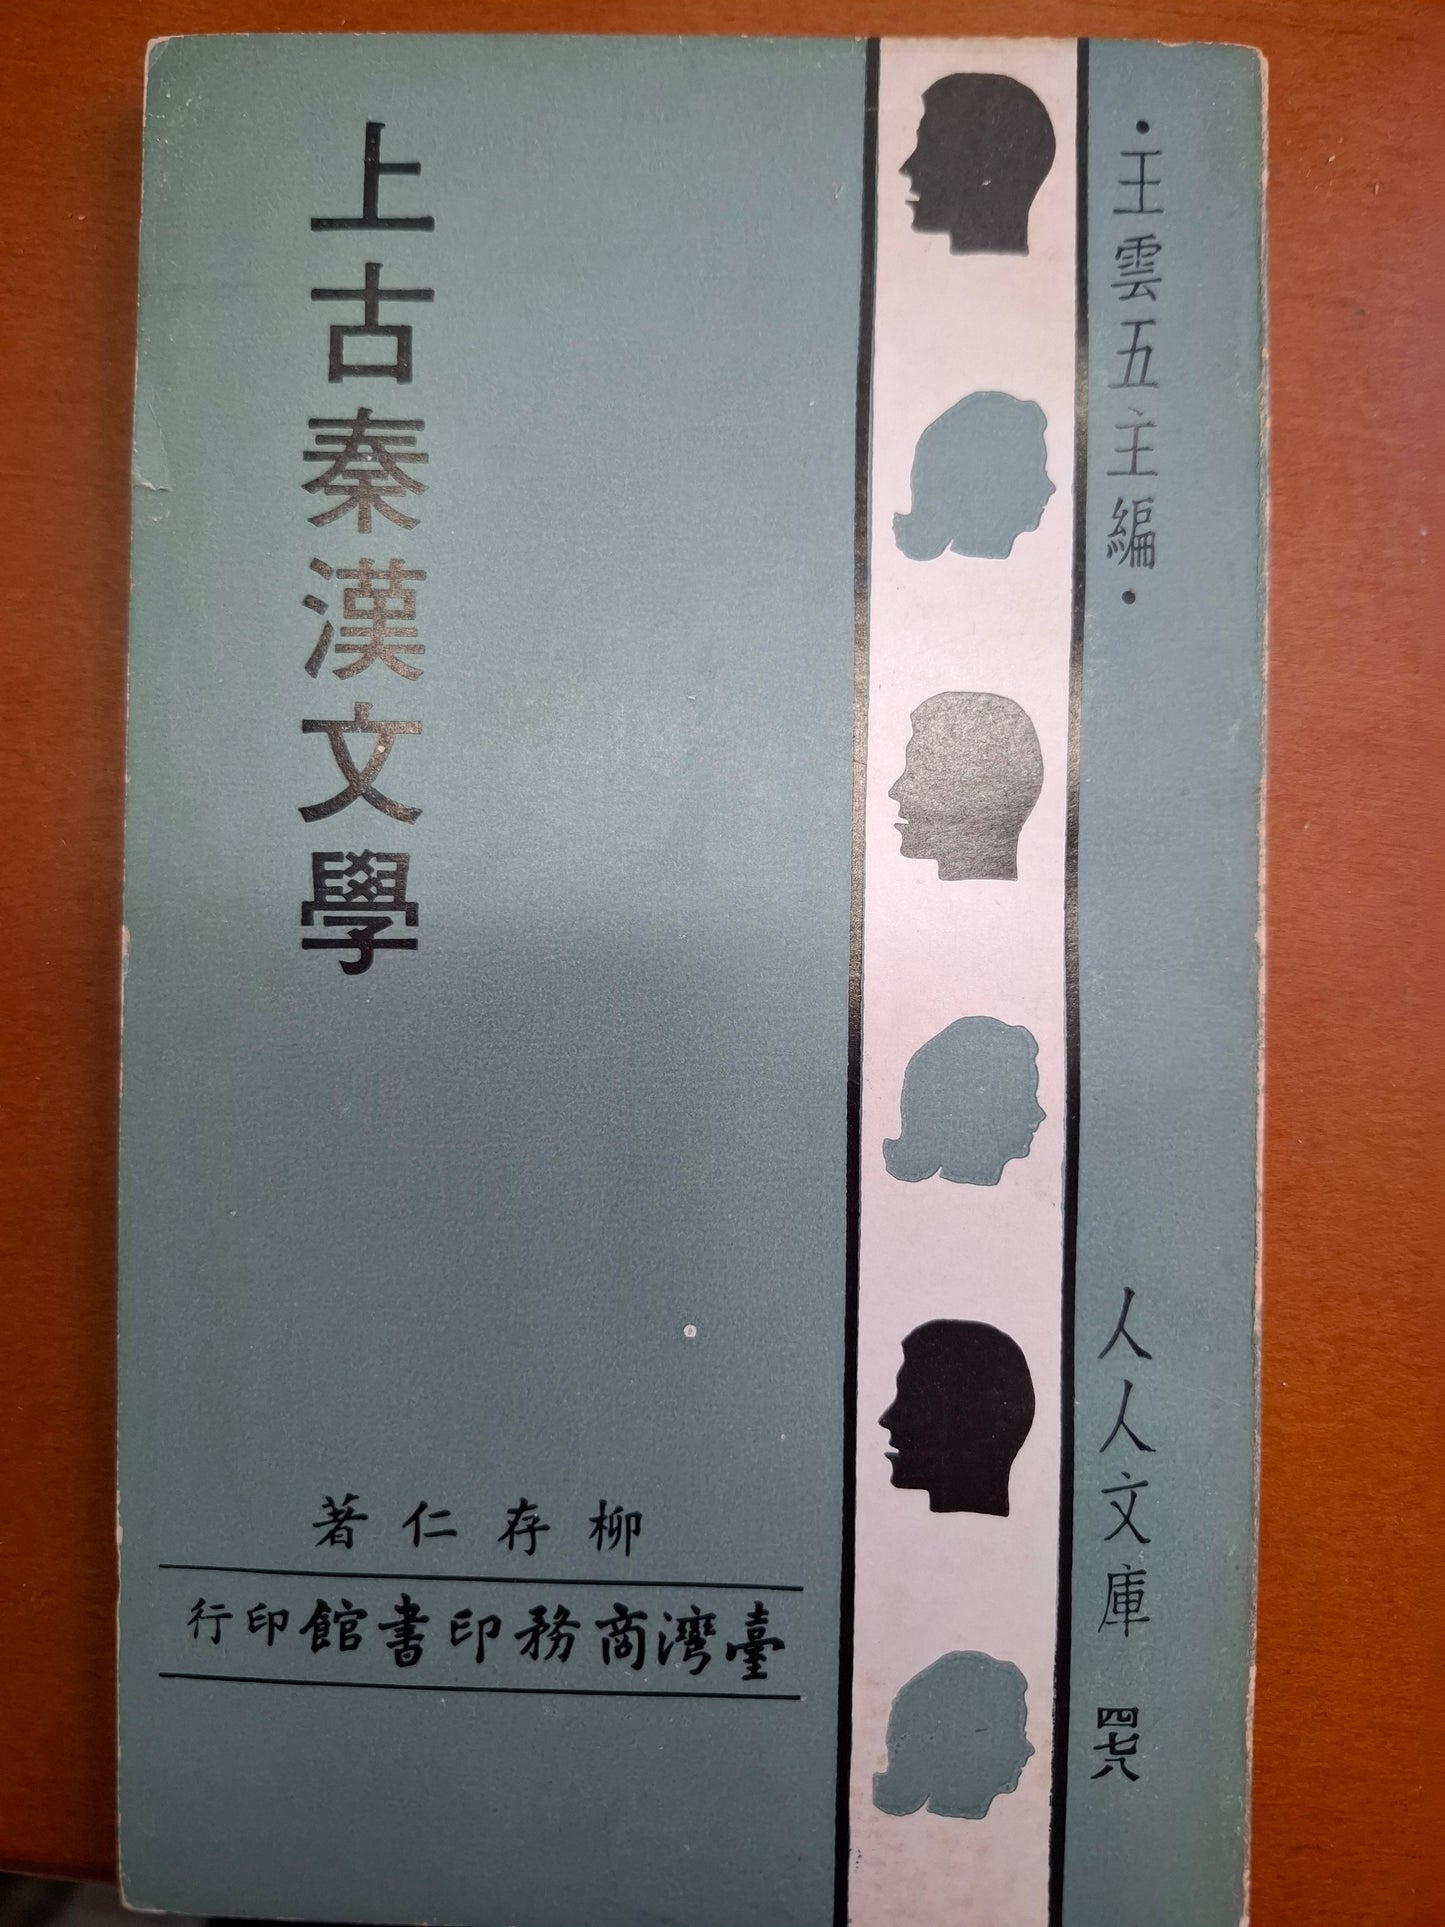 •王雲五主編•
人人文庫 四七八
上古秦漢文學
柳存仁著
臺灣商務印書館印行